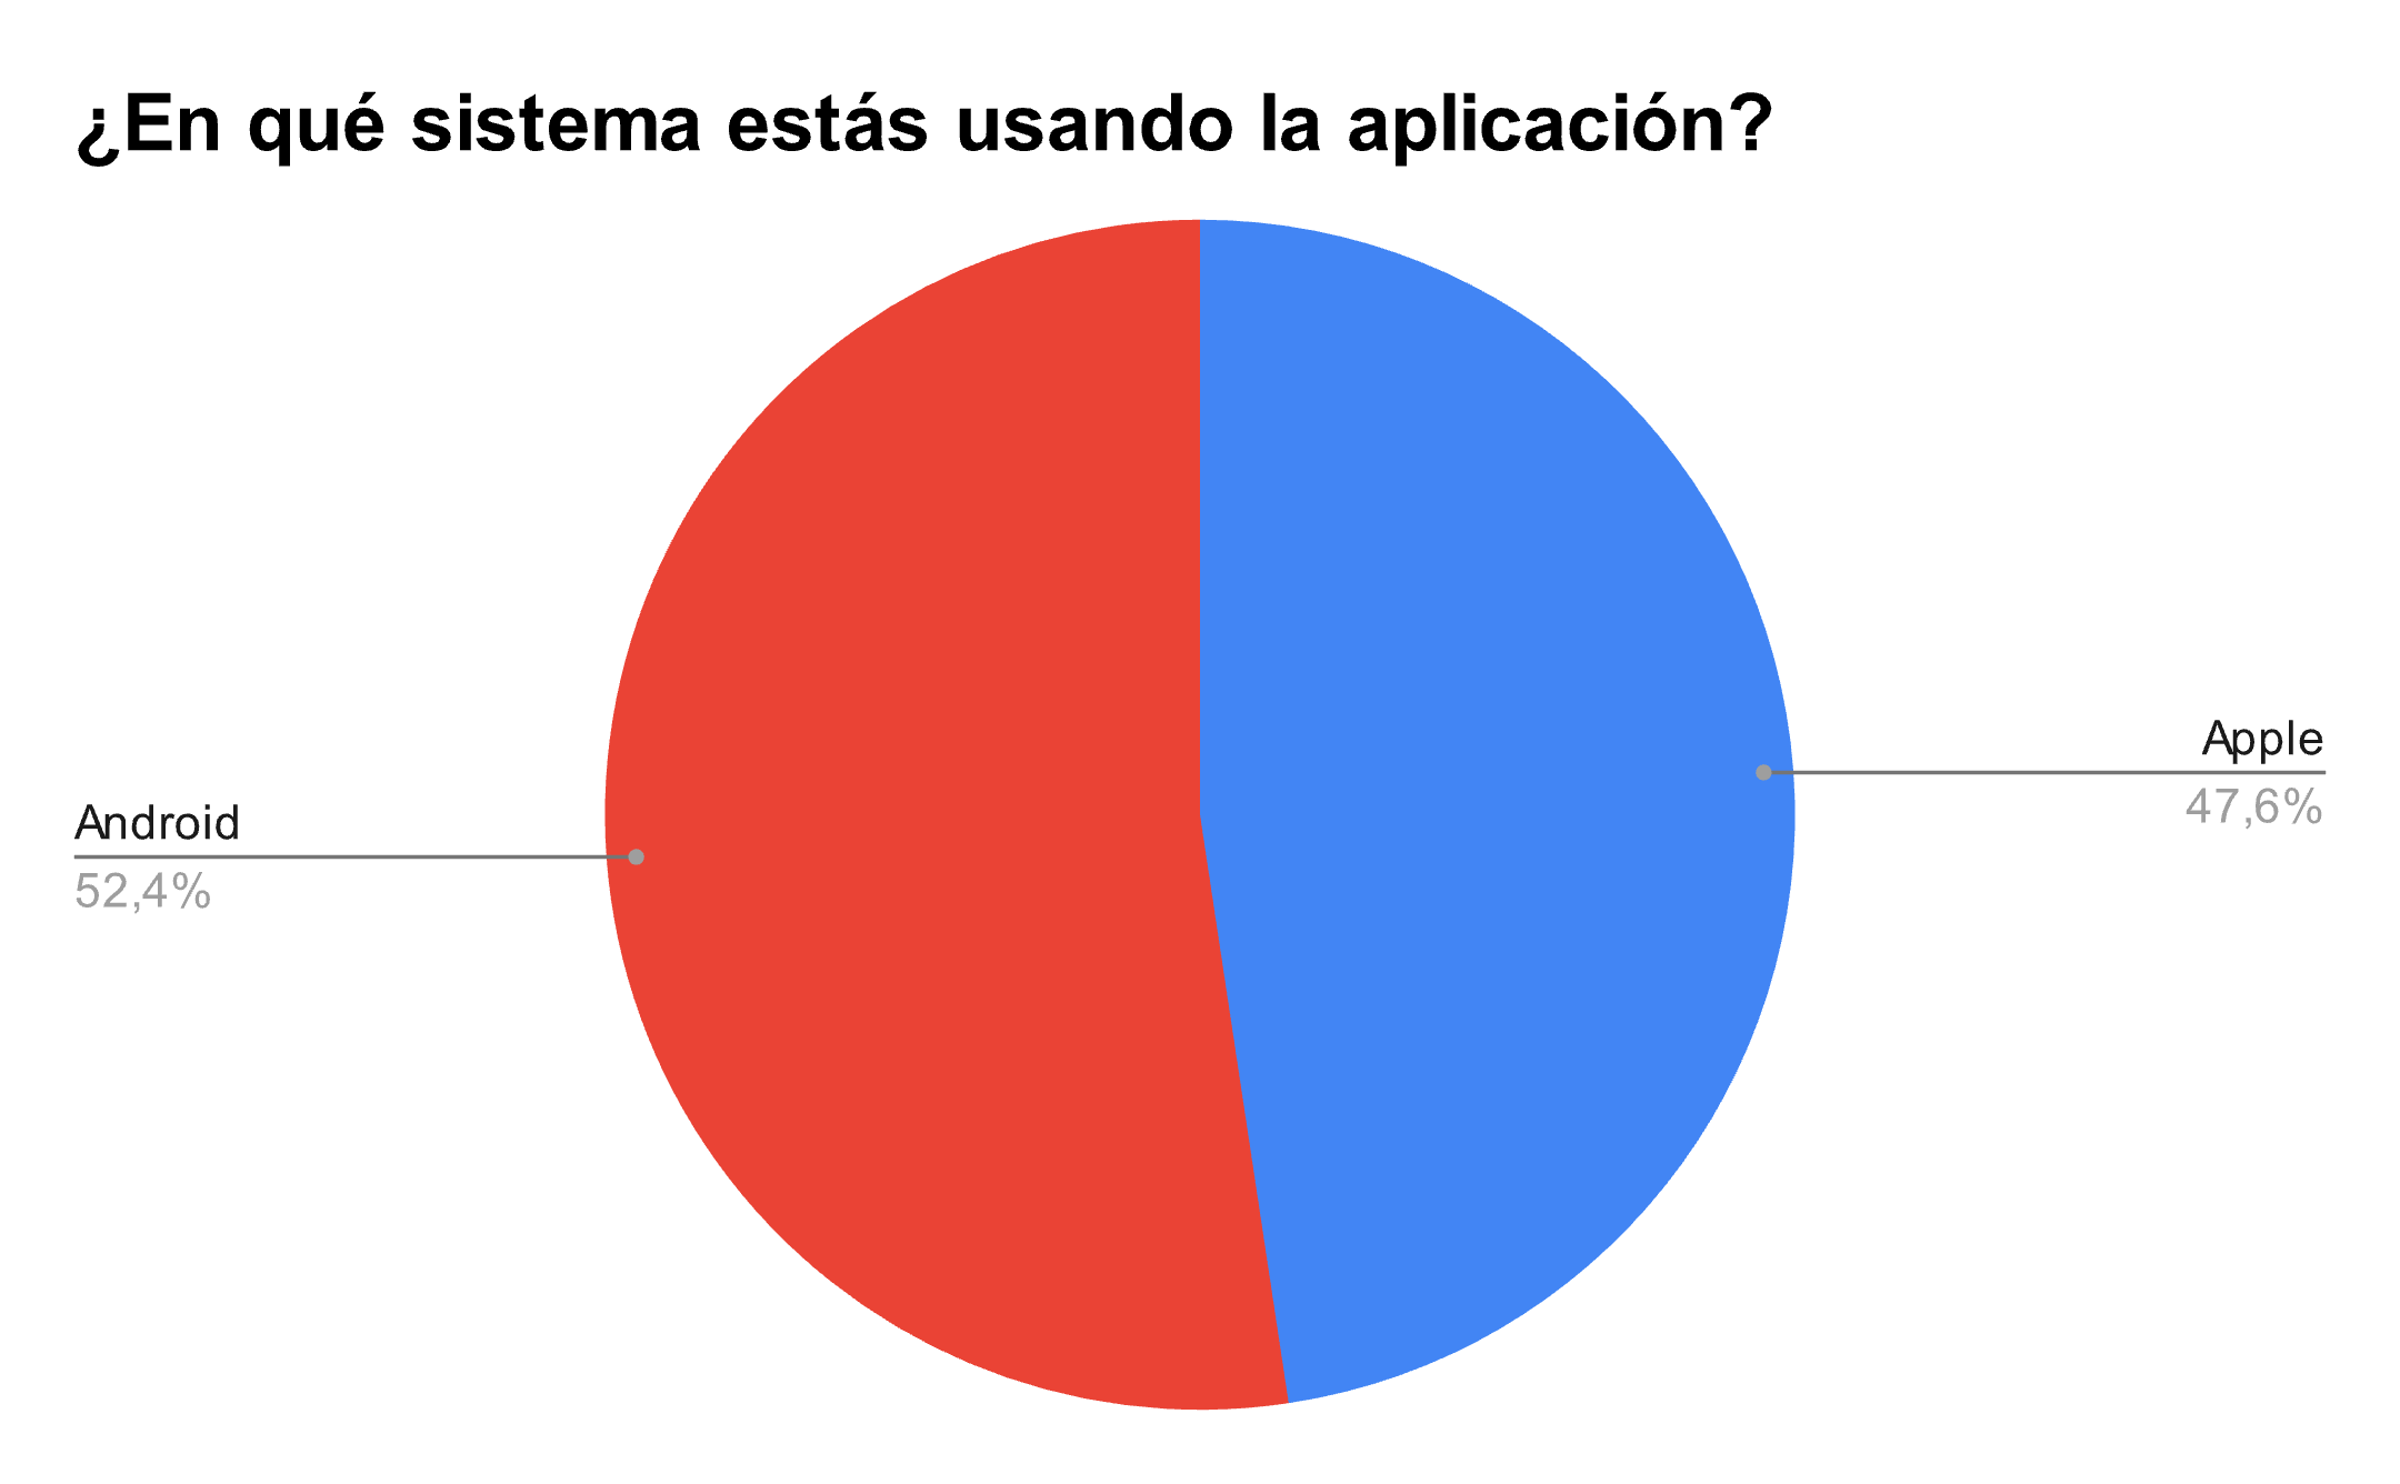 ¿En qué sistema estás usando la aplicación?
Apple
47,6%
Android
52,4%